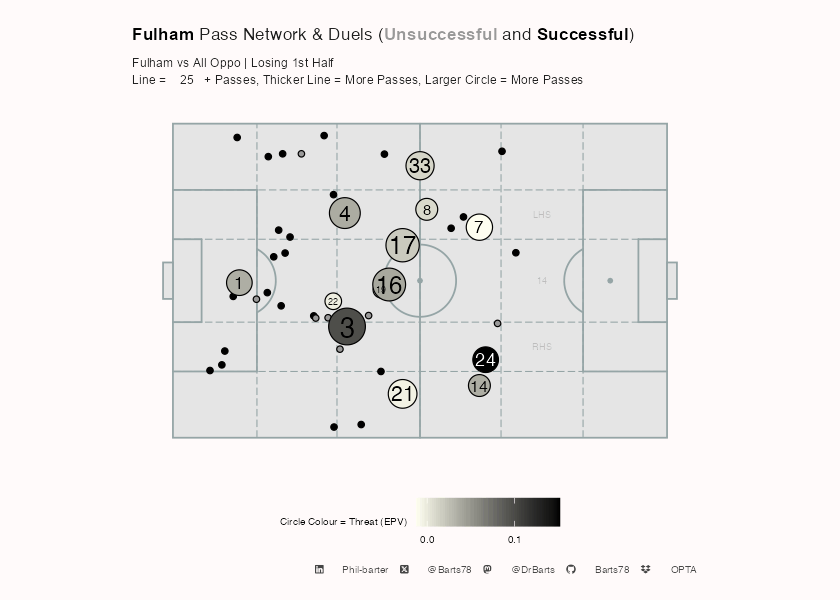 Fulham Pass Network & Duels (Unsuccessful and Successful)
Fulham vs All Oppo | Losing 1st Half
Line = 25 + Passes, Thicker Line = More Passes, Larger Circle = More Passes
33
4
8
7
LHS
17
1
16
19
14
22
3
RHS
24
14
21
Circle Colour = Threat (EPV)
0.0 0.1
Phil-barter @Barts78 @DrBarts Barts78 OPTA